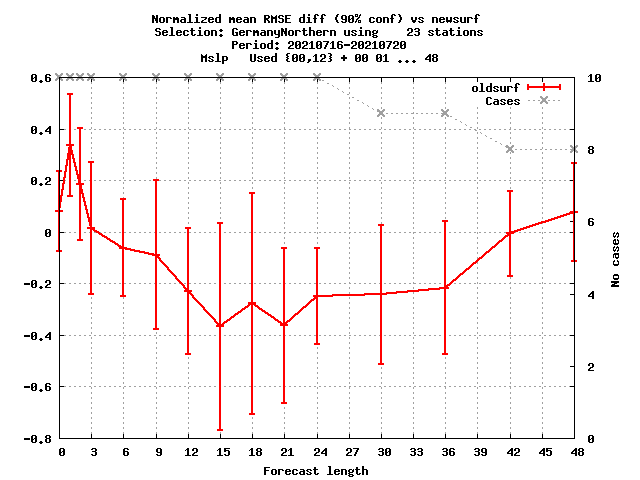 Normalized mean RMSE diff (90% conf) vs newsurf
Selection: GermanyNorthern using    23 stations
Period: 20210716-20210720
Mslp   Used {00,12} + 00 01 ... 48
oldsurf
Cases
0.6
0.4
0.2
0
-0.2
-0.4
-0.6
-0.8
10
8
6
4
2
0
No cases
0 3 6 9 12 15 18 21 24 27 30 33 36 39 42 45 48
Forecast length